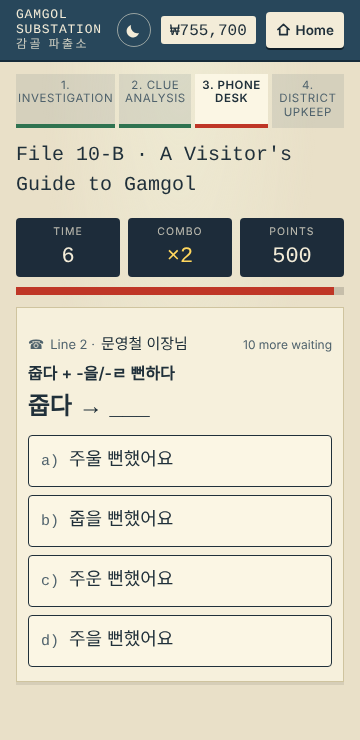 GAMGOL
SUBSTATION
감골 파출소
₩755,700
Home
1. INVESTIGATION
2. CLUE ANALYSIS
3. PHONE DESK
4. DISTRICT UPKEEP
File 10-B · A Visitor's
Guide to Gamgol
TIME
6
COMBO
×2
POINTS
500
☎ Line 2 · 문영철 이장님
10 more waiting
줍다 + -을/-ㄹ 뻔하다
줍다 → ___
a) 주울 뻔했어요
b) 줍을 뻔했어요
c) 주운 뻔했어요
d) 주을 뻔했어요